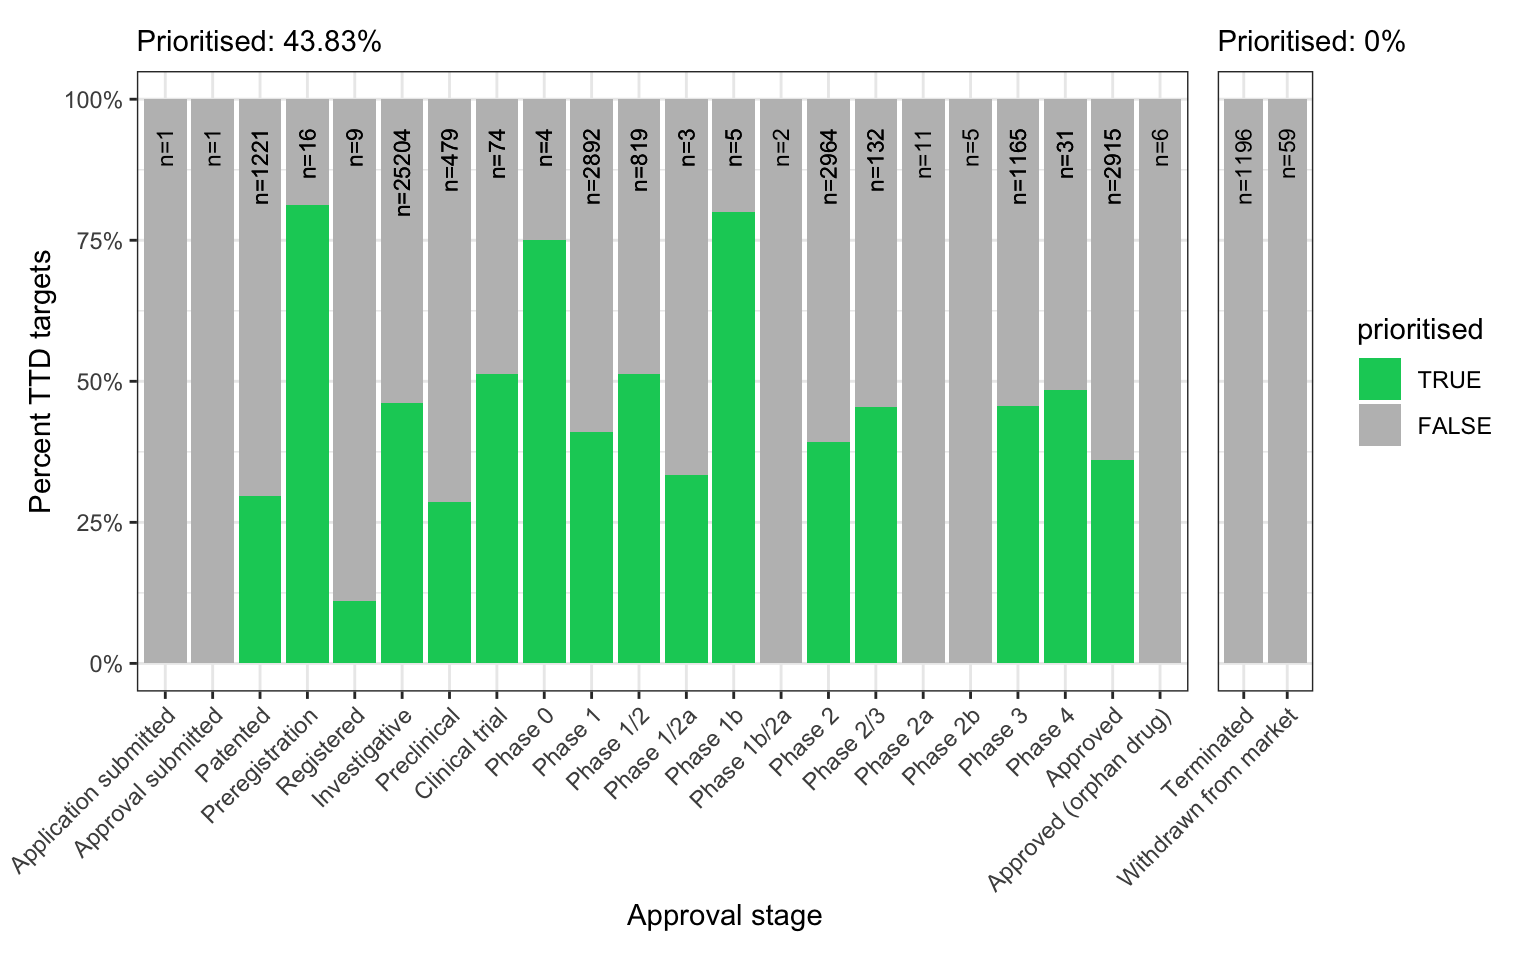 Prioritised: 43.83%
Prioritised: 0%
Percent TTD targets
100%
75%
50%
25%
0%
n=1
n=1
n=1221
n=16
n=9
n=25204
n=479
n=74
n=4
n=2892
n=819
n=3
n=5
n=2
n=2964
n=132
n=11
n=5
n=1165
n=31
n=2915
n=6
n=1196
n=59
prioritised
TRUE
FALSE
Application submitted
Approval submitted
Patented
Preregistration
Registered
Investigative
Preclinical
Clinical trial
Phase 0
Phase 1
Phase 1/2
Phase 1/2a
Phase 1b
Phase 1b/2a
Phase 2
Phase 2/3
Phase 2a
Phase 2b
Phase 3
Phase 4
Approved
Approved (orphan drug)
Terminated
Withdrawn from market
Approval stage